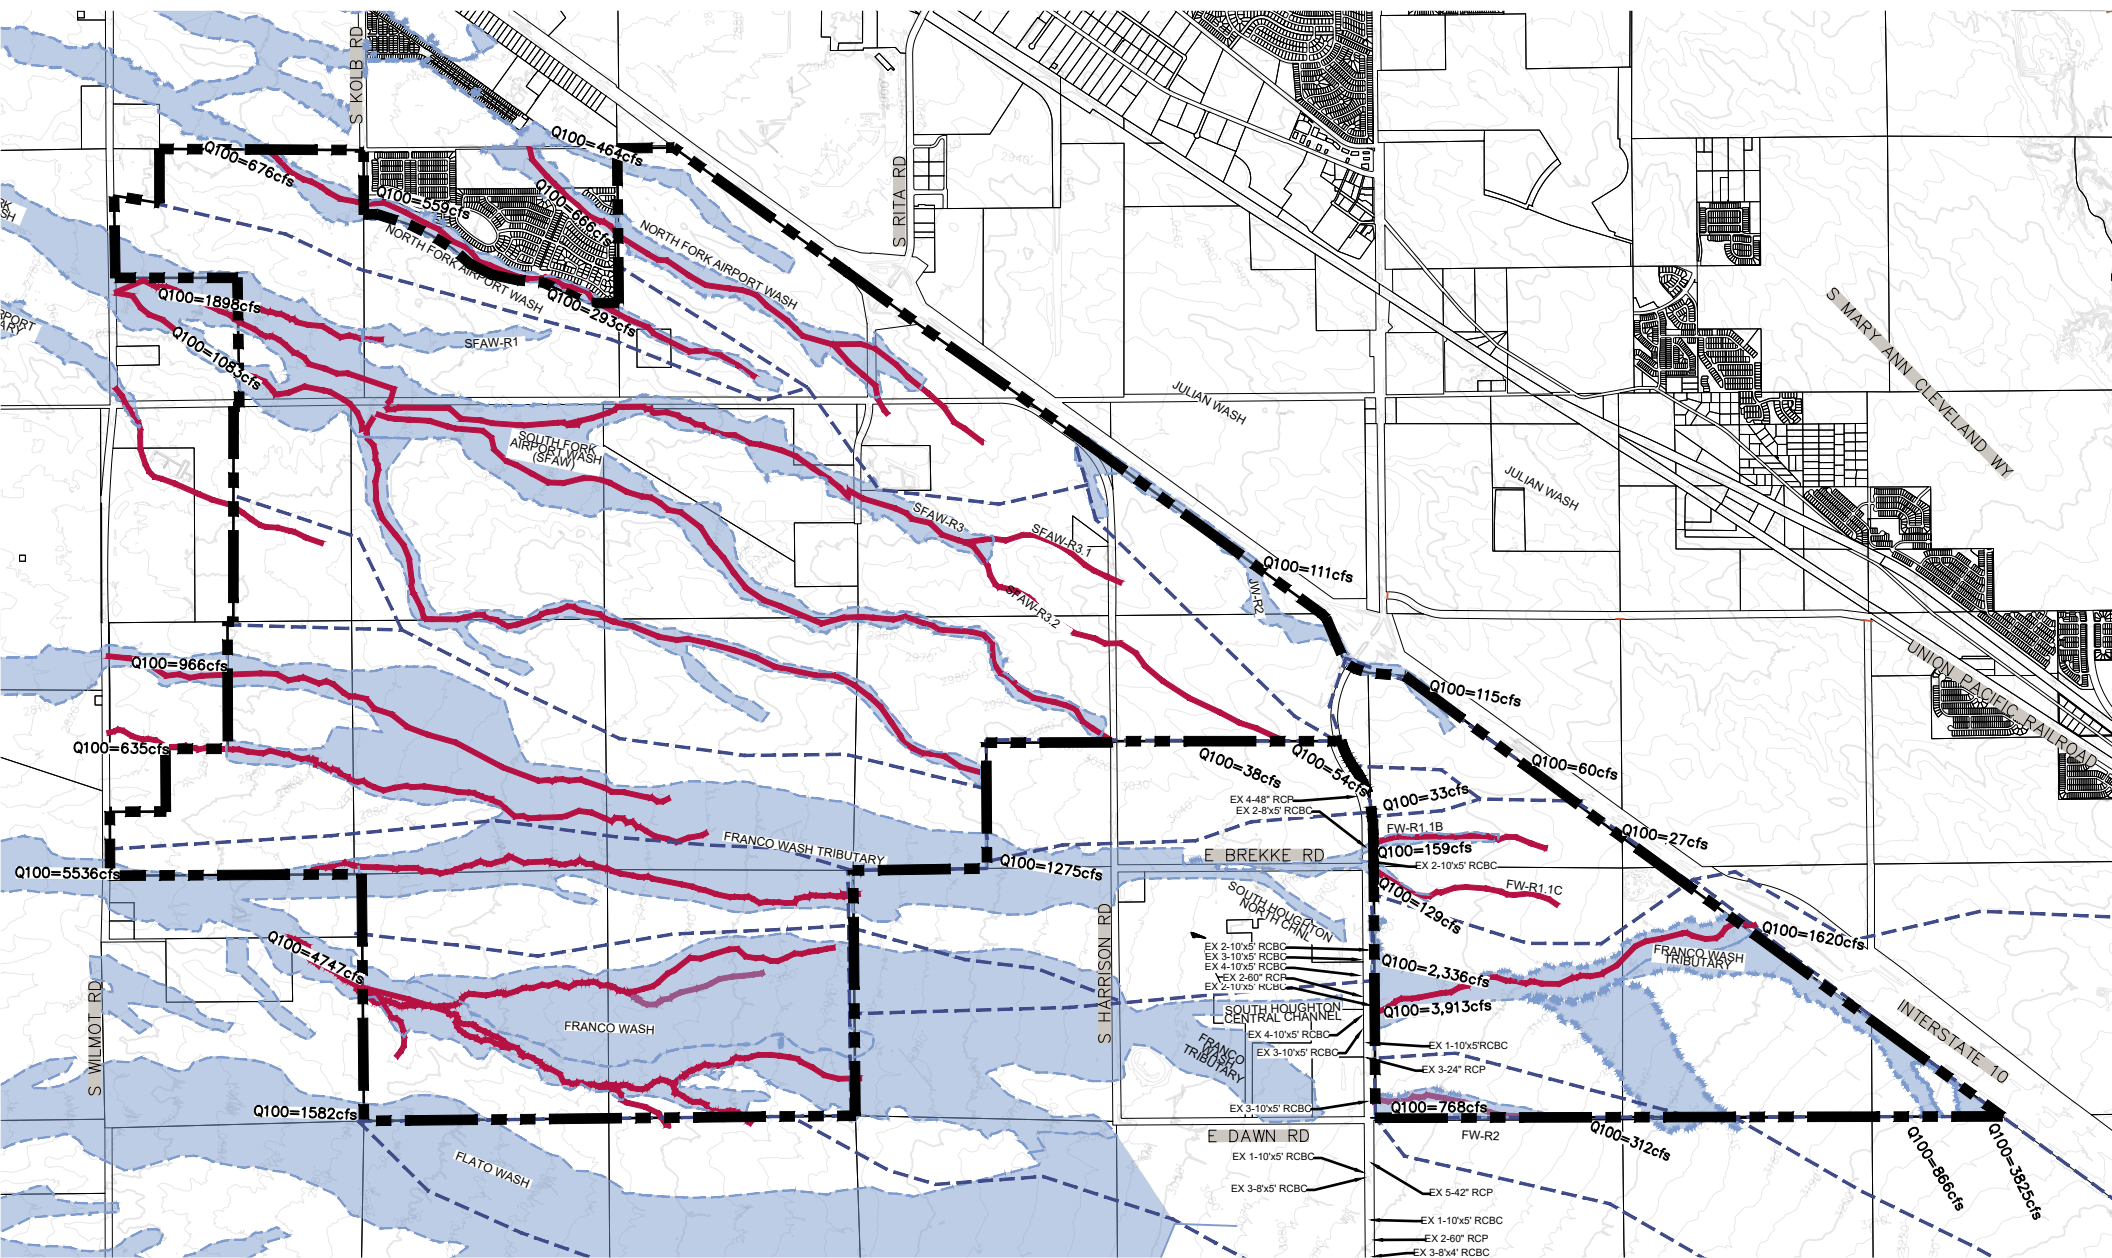 S KOLB RD
Q100=464cfs
Q100=676cfs
Q100=559cfs
Q100=666cfs
S RITA RD
NORTH FORK AIRPORT WASH
NORTH FORK AIRPORT WASH
Q100=293cfs
Q100=1898cfs
Q100=1083cfs
SFAW-R1
S MARY ANN CLEVELAND WY
JULIAN WASH
JULIAN WASH
SOUTH FORK
AIRPORT WASH
(SFAW)
SFAW-R3
SFAW-R3.1
SFAW-R3.2
Q100=111cfs
JW-R2
UNION PACIFIC RAILROAD
Q100=966cfs
Q100=115cfs
Q100=635cfs
Q100=38cfs
Q100=54cfs
Q100=60cfs
EX 4-48" RCP
EX 2-8'x5' RCBC
Q100=33cfs
FW-R1.1B
Q100=27cfs
Q100=159cfs
FRANCO WASH TRIBUTARY
E BREKKE RD
EX 2-10'x5' RCBC
Q100=1275cfs
Q100=5536cfs
FW-R1.1C
Q100=129cfs
SOUTH HOUGHTON
NORTH CHNL
S HARRISON RD
Q100=4747cfs
Q100=1620cfs
FRANCO WASH
TRIBUTARY
EX 2-10'x5' RCBC
EX 3-10'x5' RCBC
EX 4-10'x5' RCBC
EX 2-60" RCP
EX 2-10'x5' RCBC
Q100=2,336cfs
Q100=3,913cfs
SOUTH HOUGHTON
CENTRAL CHANNEL
INTERSTATE 10
S WILMOT RD
FRANCO WASH
EX 4-10'x5' RCBC
EX 3-10'x5' RCBC
EX 1-10'x5'RCBC
EX 3-24" RCP
FRANCO
WASH
TRIBUTARY
EX 3-10'x5' RCBC
Q100=768cfs
Q100=1582cfs
E DAWN RD
FW-R2
Q100=312cfs
Q100=866cfs
Q100=3825cfs
FLATO WASH
EX 1-10'x5' RCBC
EX 3-8'x5' RCBC
EX 5-42" RCP
EX 1-10'x5' RCBC
EX 2-60" RCP
EX 3-8'x4' RCBC